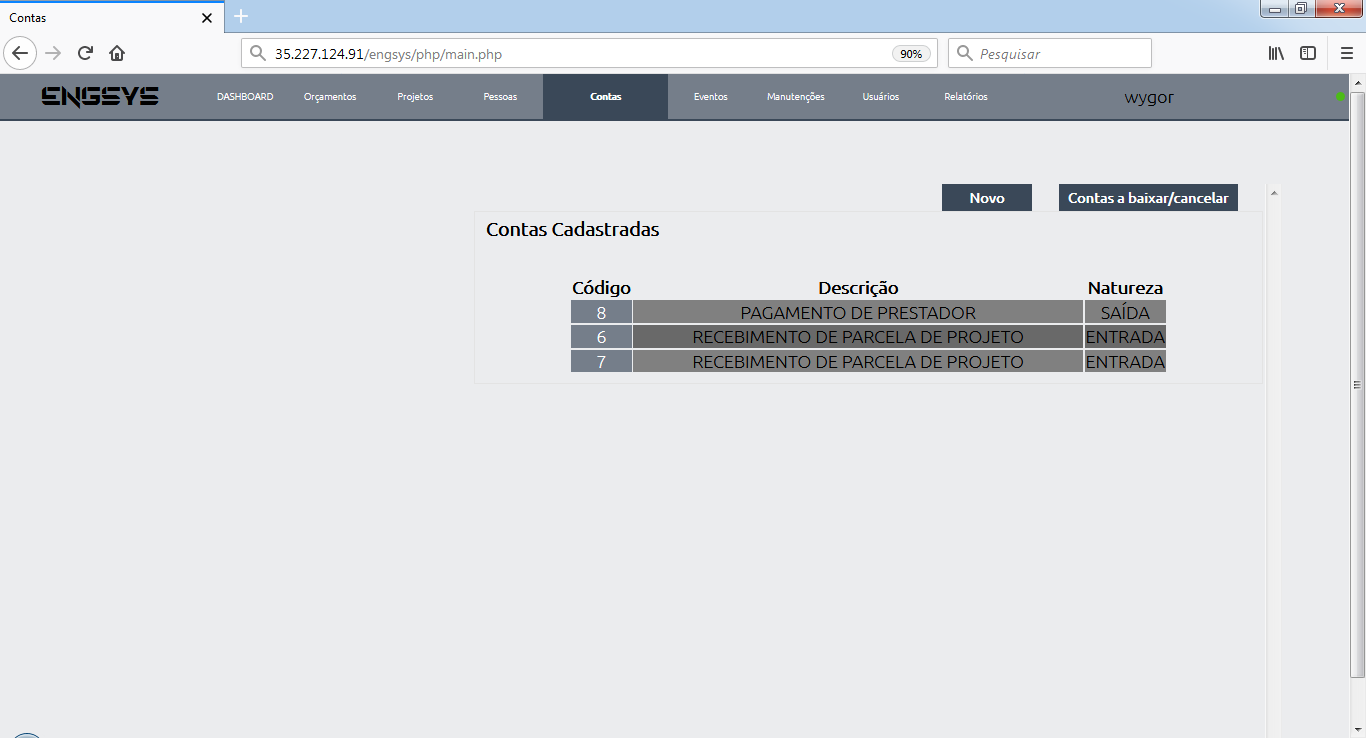 Contas
35.227.124.91/engsys/php/main.php 90% Pesquisar
ENGSYS DASHBOARD Orçamentos Projetos Pessoas Contas Eventos Manutenções Usuários Relatórios wygor
Novo Contas a baixar/cancelar
Contas Cadastradas
Código Descrição Natureza
8 PAGAMENTO DE PRESTADOR SAÍDA
6 RECEBIMENTO DE PARCELA DE PROJETO ENTRADA
7 RECEBIMENTO DE PARCELA DE PROJETO ENTRADA